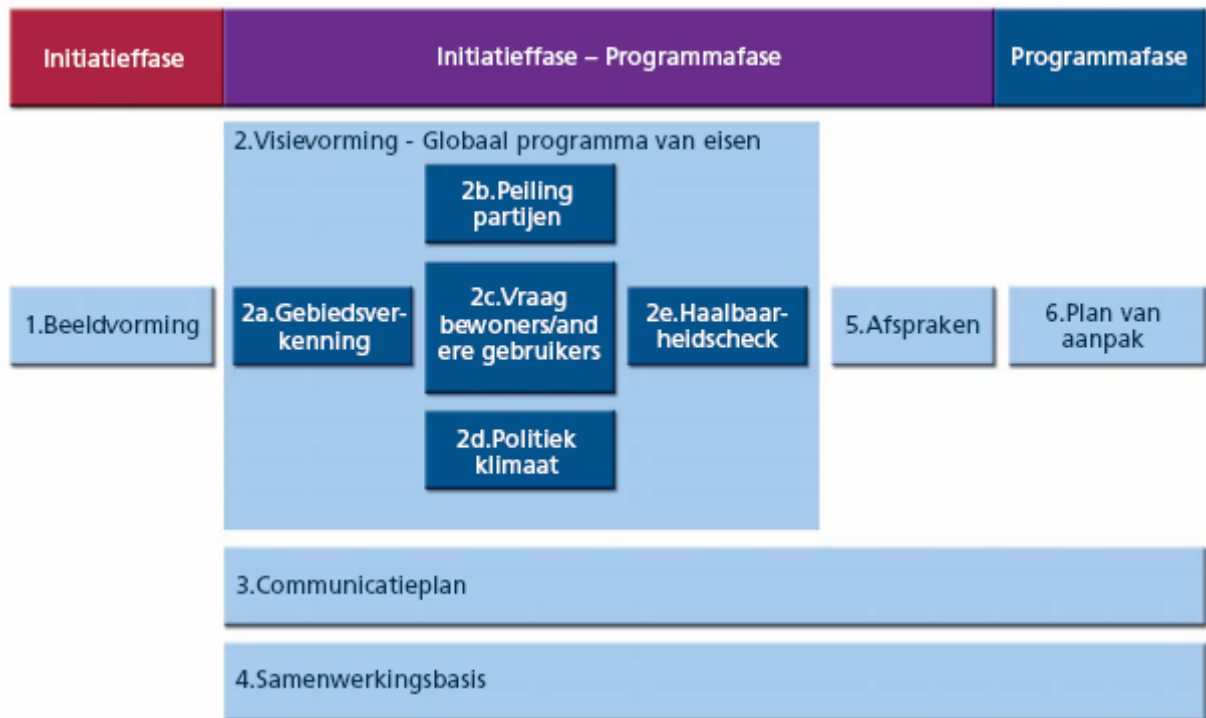 Initiatieffase
Initiatieffase – Programmafase
Programmafase
2.Visievorming - Globaal programma van eisen
2b.Peiling
partijen
1.Beeldvorming
2a.Gebiedsver-
kenning
2c.Vraag
bewoners/and
ere gebruikers
2e.Haalbaar-
heidscheck
5.Afspraken
6.Plan van
aanpak
2d.Politiek
klimaat
3.Communicatieplan
4.Samenwerkingsbasis